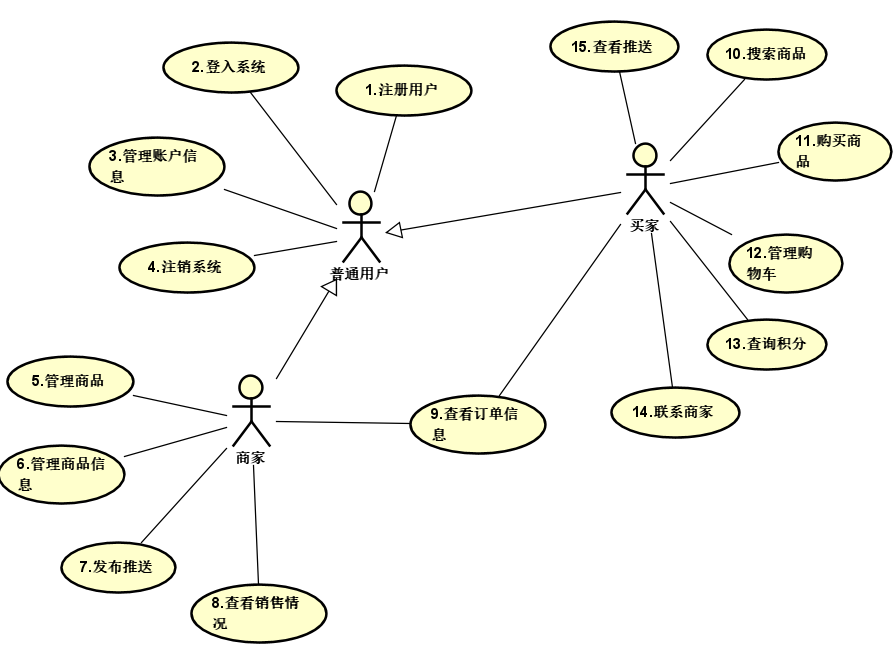 15.查看推送
10.搜索商品
2.登入系统
1.注册用户
11.购买商
品
3.管理账户信
息
买家
12.管理购
物车
4.注销系统
普通用户
13.查询积分
5.管理商品
9.查看订单信
息
14.联系商家
商家
6.管理商品信
息
7.发布推送
8.查看销售情
况